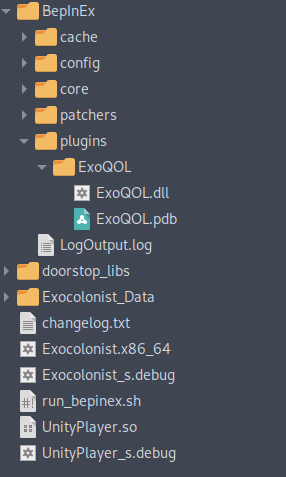 BepInEx
cache
config
core
patchers
plugins
ExoQOL
ExoQOL.dll
ExoQOL.pdb
LogOutput.log
doorstop_libs
Exocolonist_Data
changelog.txt
Exocolonist.x86_64
Exocolonist_s.debug
run_bepinex.sh
UnityPlayer.so
UnityPlayer_s.debug